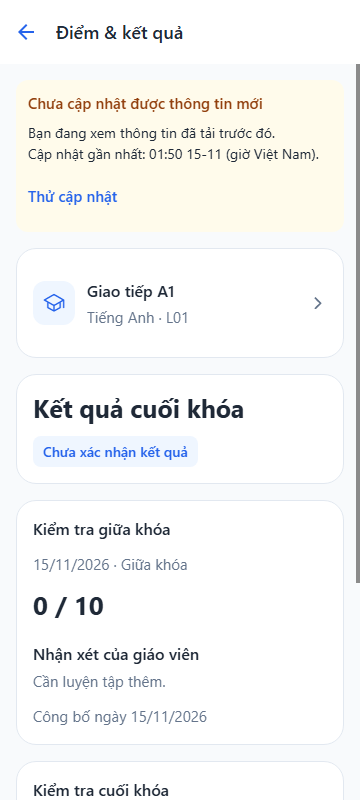 Điểm & kết quả
Chưa cập nhật được thông tin mới
Bạn đang xem thông tin đã tải trước đó.
Cập nhật gần nhất: 01:50 15-11 (giờ Việt Nam).
Thử cập nhật
Giao tiếp A1
Tiếng Anh · L01
Kết quả cuối khóa
Chưa xác nhận kết quả
Kiểm tra giữa khóa
15/11/2026 · Giữa khóa
0 / 10
Nhận xét của giáo viên
Cần luyện tập thêm.
Công bố ngày 15/11/2026
Kiểm tra cuối khóa